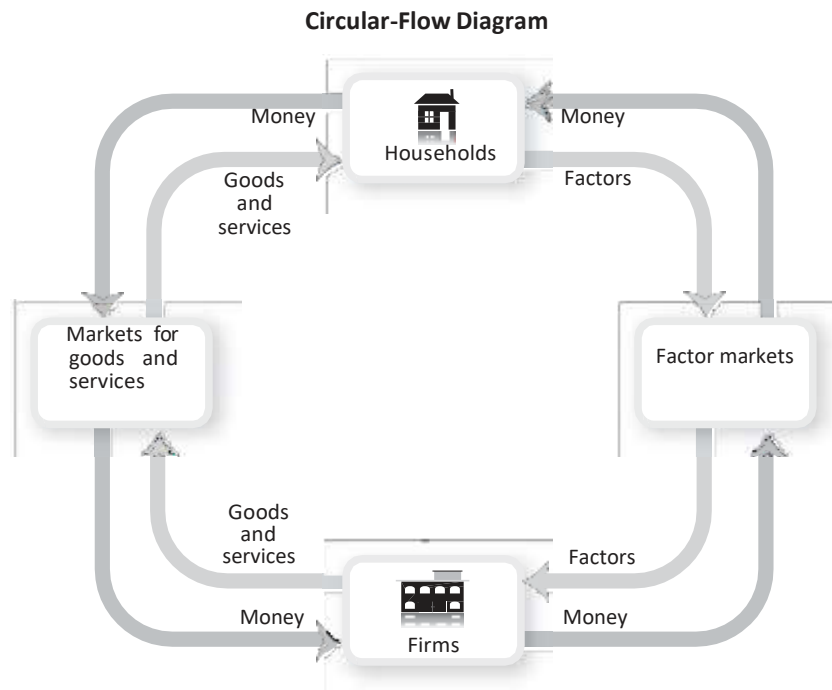 Circular-Flow Diagram
Money
Money
Households
Goods
and
services
Factors
Markets for
goods and
services
Factor markets
Goods
and
services
Factors
Money
Money
Firms